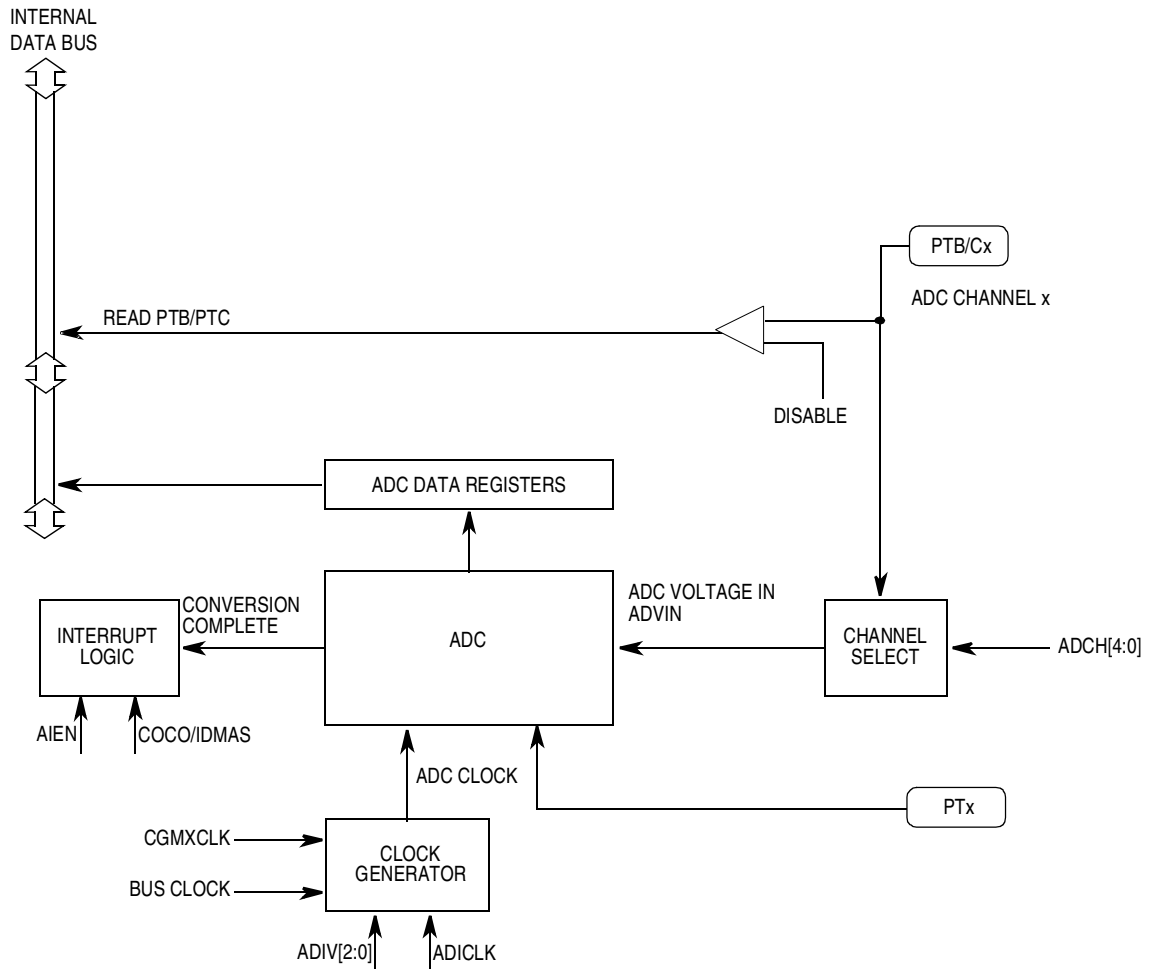 INTERNAL
DATA BUS
PTB/Cx
ADC CHANNEL x
READ PTB/PTC
DISABLE
ADC DATA REGISTERS
INTERRUPT
LOGIC
CONVERSION
COMPLETE
ADC
ADC VOLTAGE IN
ADVIN
CHANNEL
SELECT
ADCH[4:0]
AIEN
COCO/IDMAS
ADC CLOCK
PTx
CGMXCLK
BUS CLOCK
CLOCK
GENERATOR
ADIV[2:0]
ADICLK